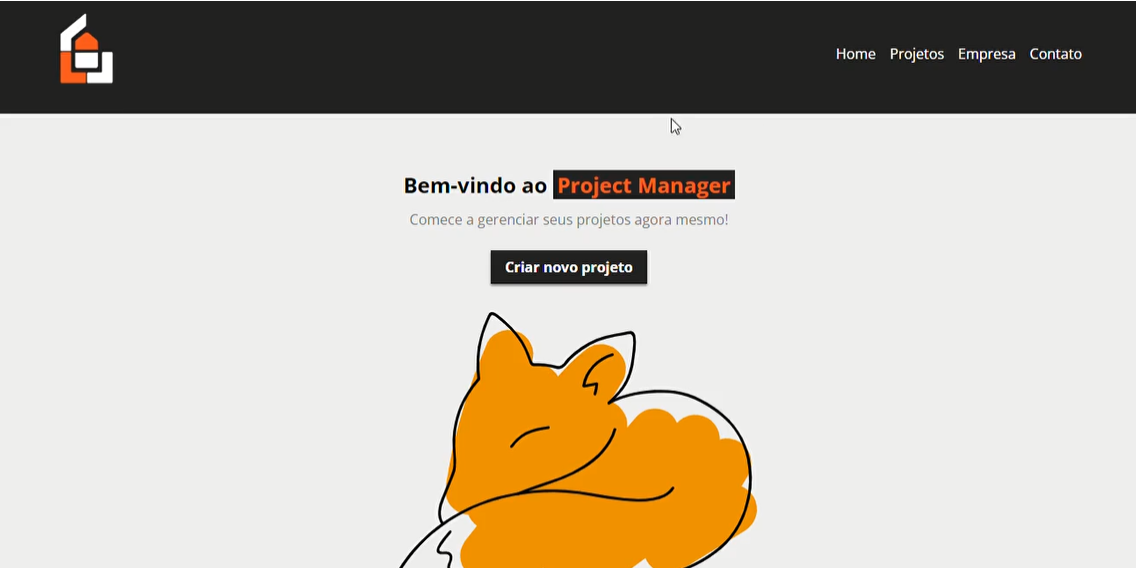 Home Projetos Empresa Contato
Bem-vindo ao Project Manager
Comece a gerenciar seus projetos agora mesmo!
Criar novo projeto